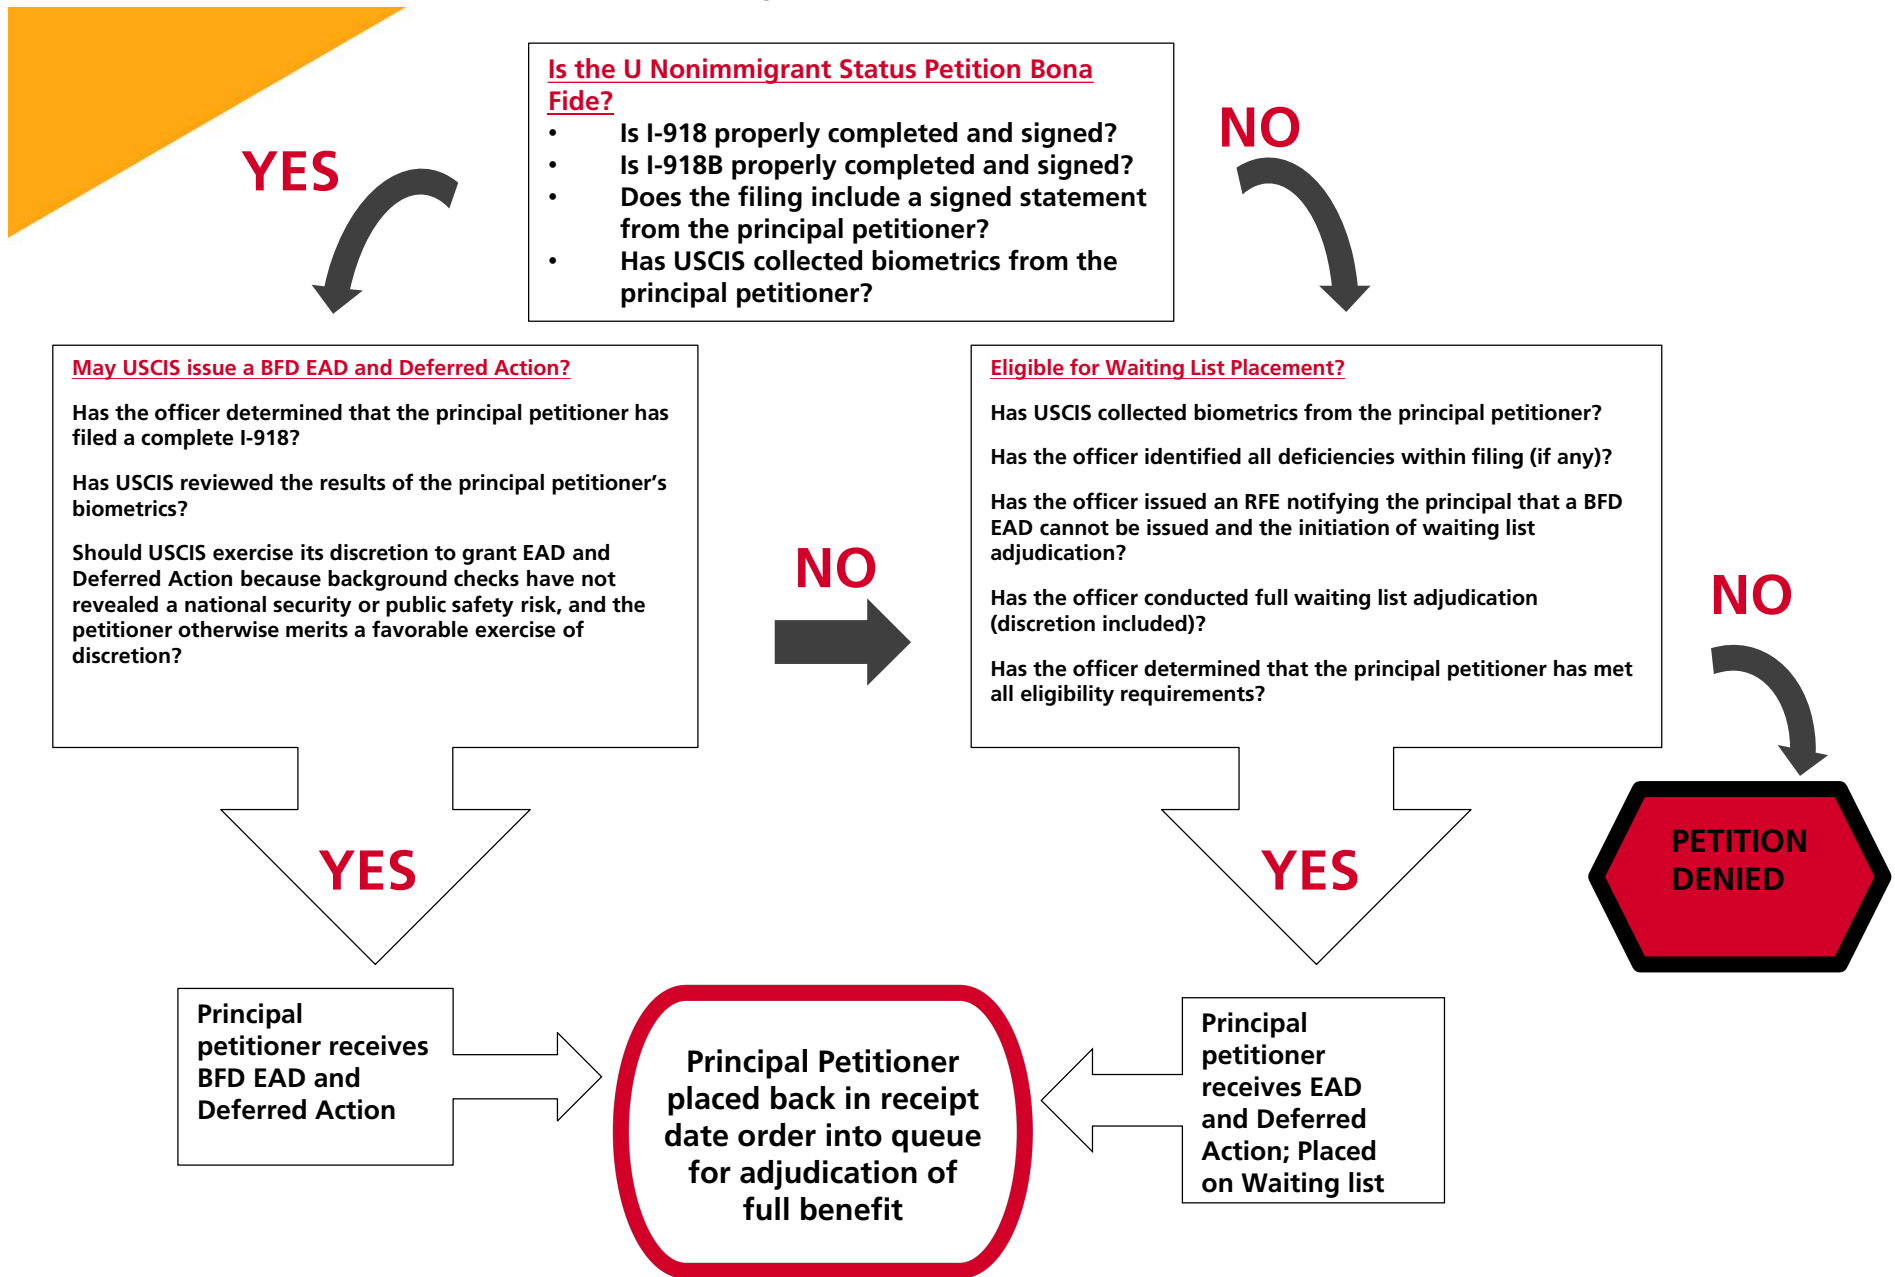 Is the U Nonimmigrant Status Petition Bona
Fide?
• Is I-918 properly completed and signed?
• Is I-918B properly completed and signed?
• Does the filing include a signed statement
from the principal petitioner?
• Has USCIS collected biometrics from the
principal petitioner?
YES
NO
May USCIS issue a BFD EAD and Deferred Action?
Has the officer determined that the principal petitioner has
filed a complete I-918?
Has USCIS reviewed the results of the principal petitioner’s
biometrics?
Should USCIS exercise its discretion to grant EAD and
Deferred Action because background checks have not
revealed a national security or public safety risk, and the
petitioner otherwise merits a favorable exercise of
discretion?
NO
Eligible for Waiting List Placement?
Has USCIS collected biometrics from the principal petitioner?
Has the officer identified all deficiencies within filing (if any)?
Has the officer issued an RFE notifying the principal that a BFD
EAD cannot be issued and the initiation of waiting list
adjudication?
Has the officer conducted full waiting list adjudication
(discretion included)?
Has the officer determined that the principal petitioner has met
all eligibility requirements?
NO
YES
YES
PETITION
DENIED
Principal
petitioner receives
BFD EAD and
Deferred Action
Principal Petitioner
placed back in receipt
date order into queue
for adjudication of
full benefit
Principal
petitioner
receives EAD
and Deferred
Action; Placed
on Waiting list